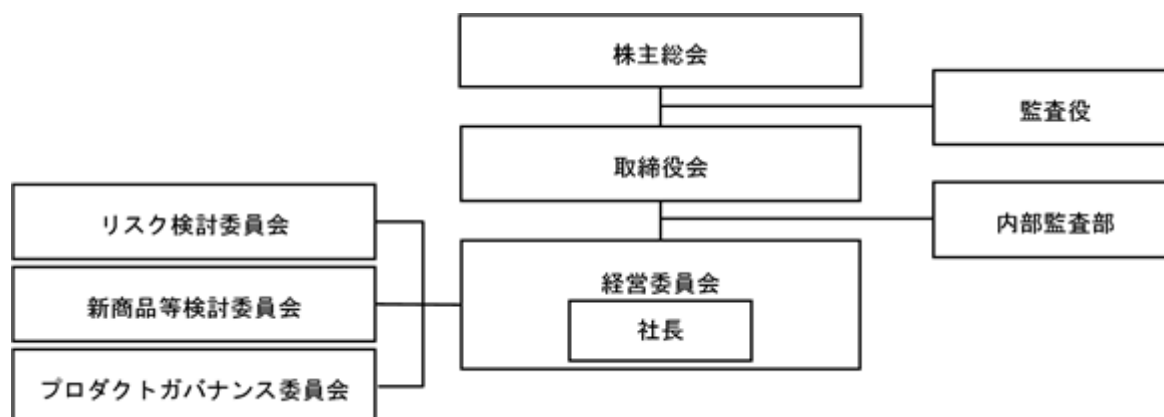 株主総会
監査役
取締役会
リスク検討委員会
内部監査部
経営委員会
新商品等検討委員会
社長
プロダクトガバナンス委員会